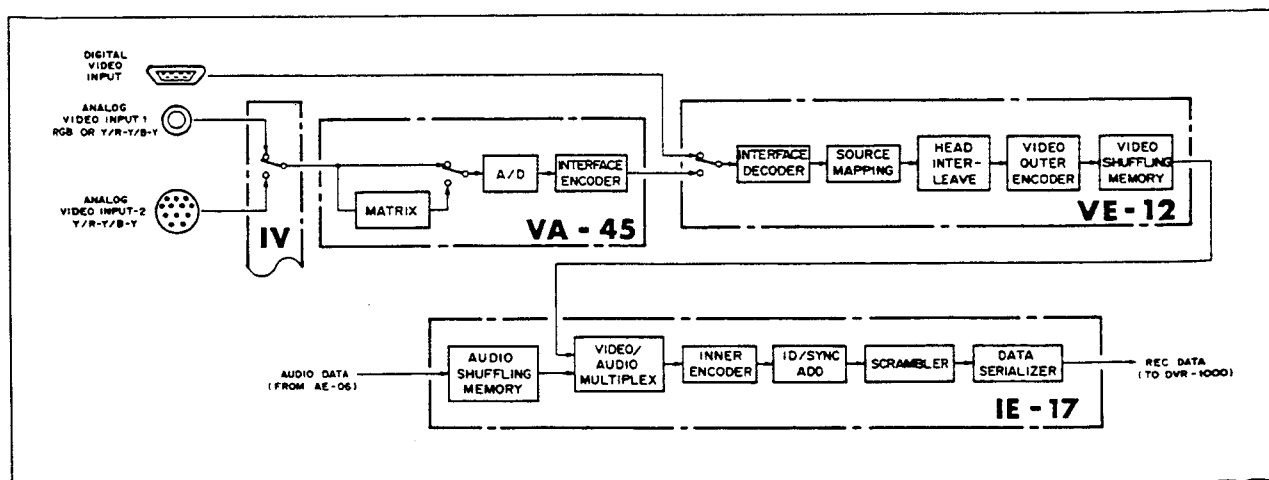 DIGITAL
VIDEO
INPUT
ANALOG
VIDEO INPUT-1
RGB OR Y/R-Y/B-Y
ANALOG
VIDEO INPUT-2
Y/R-Y/B-Y
IV
MATRIX
A/D
INTERFACE
ENCODER
VA - 45
INTERFACE
DECODER
SOURCE
MAPPING
HEAD
INTER-
LEAVE
VIDEO
OUTER
ENCODER
VIDEO
SHUFFLING
MEMORY
VE - 12
AUDIO DATA
(FROM AE-06)
AUDIO
SHUFFLING
MEMORY
VIDEO/
AUDIO
MULTIPLEX
INNER
ENCODER
ID/SYNC
ADD
SCRAMBLER
DATA
SERIALIZER
IE - 17
REC DATA
(TO DVR-1000)